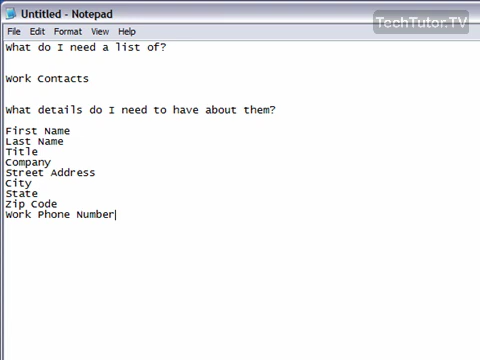 Untitled - Notepad
TechTutor.TV
File Edit Format View Help
What do I need a list of?
Work Contacts
What details do I need to have about them?
First Name
Last Name
Title
Company
Street Address
City
State
Zip Code
Work Phone Number